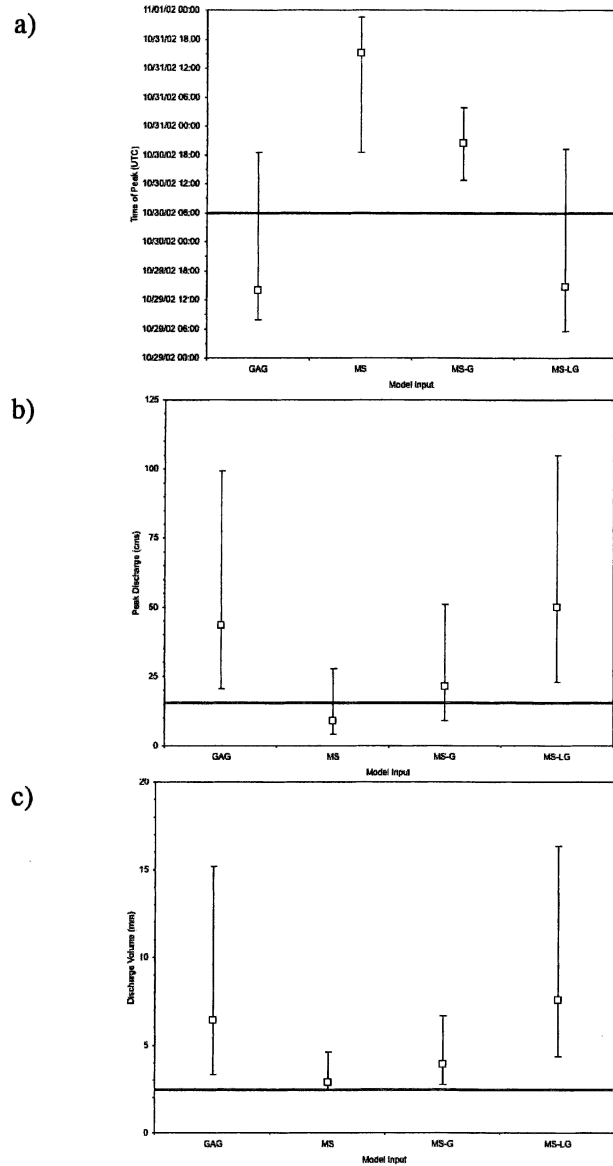 a)
11/01/02 00:00
10/31/02 18:00
10/31/02 12:00
10/31/02 06:00
10/31/02 00:00
10/30/02 18:00
10/30/02 12:00
10/30/02 06:00
10/30/02 00:00
10/29/02 18:00
10/29/02 12:00
10/29/02 06:00
10/29/02 00:00
Time of Peak (UTC)
GAG MS MS-G MS-LG
Model Input
b)
125
100
75
50
25
0
Peak Discharge (cms)
GAG MS MS-G MS-LG
Model Input
c)
20
15
10
5
0
Discharge Volume (mm)
GAG MS MS-G MS-LG
Model Input